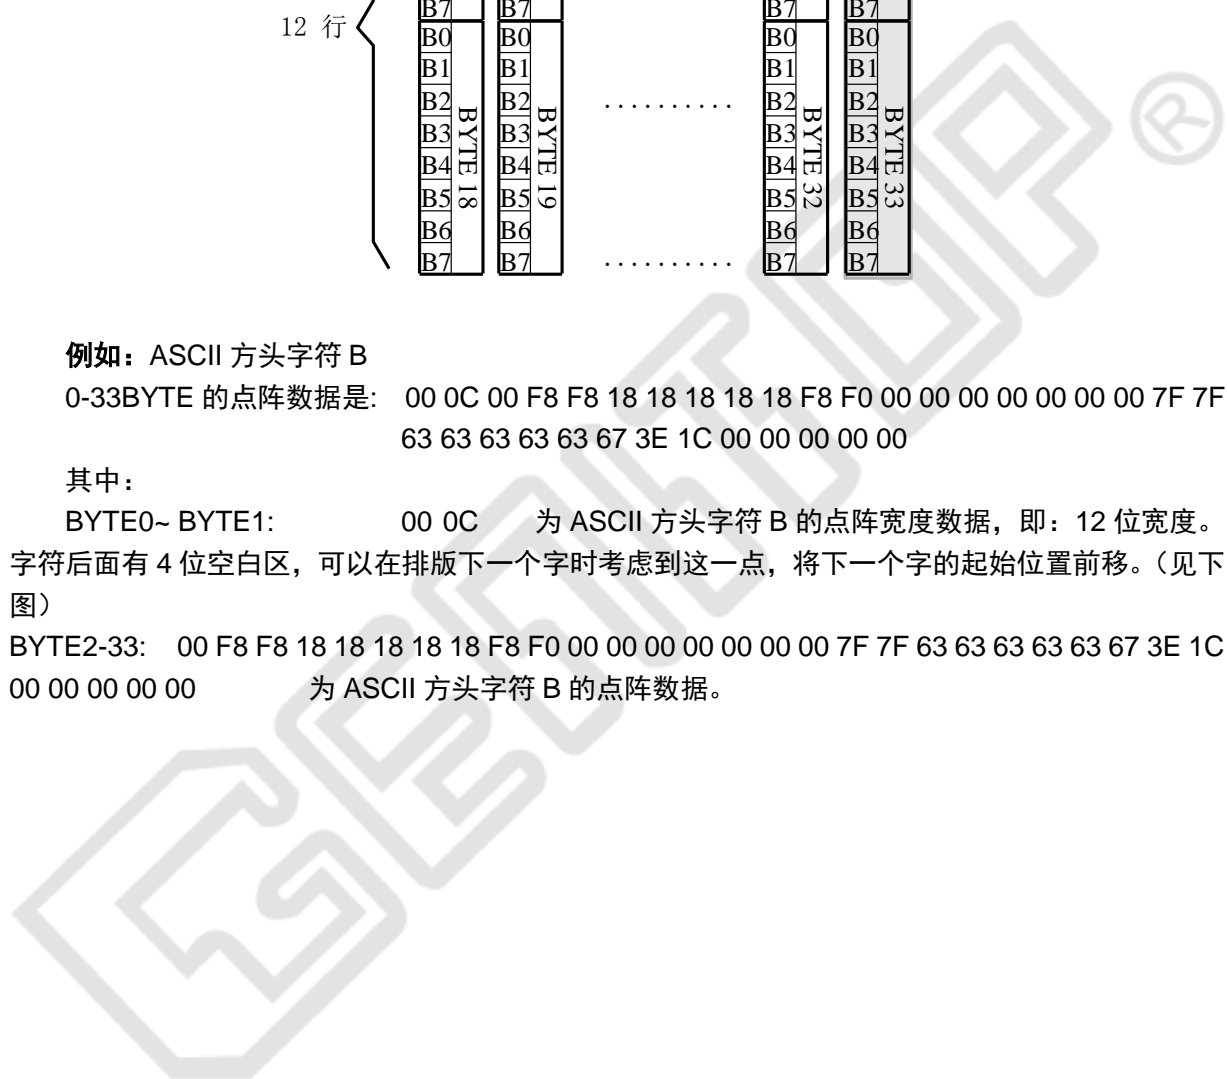 B7 B7 B7 B7
12 行
B0 B0 B0 B0
B1 B1 B1 B1
B2 B2 .......... B2 B2
B3 B3 B3 B3
B4 B4 B4 B4
B5 B5 B5 B5
B6 B6 B6 B6
B7 B7 .......... B7 B7
BYTE 18
BYTE 19
BYTE 32
BYTE 33
例如：ASCII 方头字符 B
0-33BYTE 的点阵数据是: 00 0C 00 F8 F8 18 18 18 18 18 F8 F0 00 00 00 00 00 00 00 7F 7F
63 63 63 63 63 67 3E 1C 00 00 00 00 00
其中：
BYTE0~ BYTE1: 00 0C 为 ASCII 方头字符 B 的点阵宽度数据，即：12 位宽度。
字符后面有 4 位空白区，可以在排版下一个字时考虑到这一点，将下一个字的起始位置前移。（见下
图）
BYTE2-33: 00 F8 F8 18 18 18 18 18 F8 F0 00 00 00 00 00 00 00 7F 7F 63 63 63 63 63 67 3E 1C
00 00 00 00 00 为 ASCII 方头字符 B 的点阵数据。
GENITOP
®